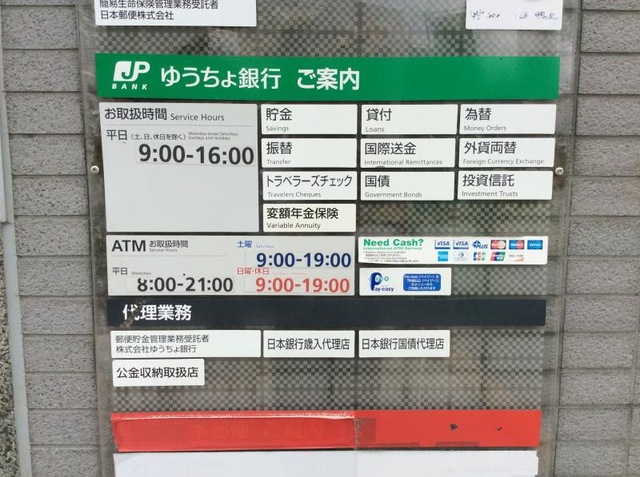 簡易生命保険管理業務受託者
日本郵便株式会社
JP BANK ゆうちょ銀行 ご案内
お取扱時間 Service Hours
平日 (土、日、休日を除く) Weekdays except Saturdays, Sundays and Holidays
9:00-16:00
貯金
Savings
貸付
Loans
為替
Money Orders
振替
Transfer
国際送金
International Remittances
外貨両替
Foreign Currency Exchange
トラベラーズチェック
Travelers Cheques
国債
Government Bonds
投資信託
Investment Trusts
変額年金保険
Variable Annuity
ATM お取扱時間 Service Hours
土曜 Saturdays
9:00-19:00
平日 Weekdays
8:00-21:00
日曜・休日
9:00-19:00
Need Cash?
International ATM Service
VISA VISA PLUS
Pay-easy
代理業務
郵便貯金管理業務受託者
株式会社ゆうちょ銀行
日本銀行歳入代理店
日本銀行国債代理店
公金収納取扱店